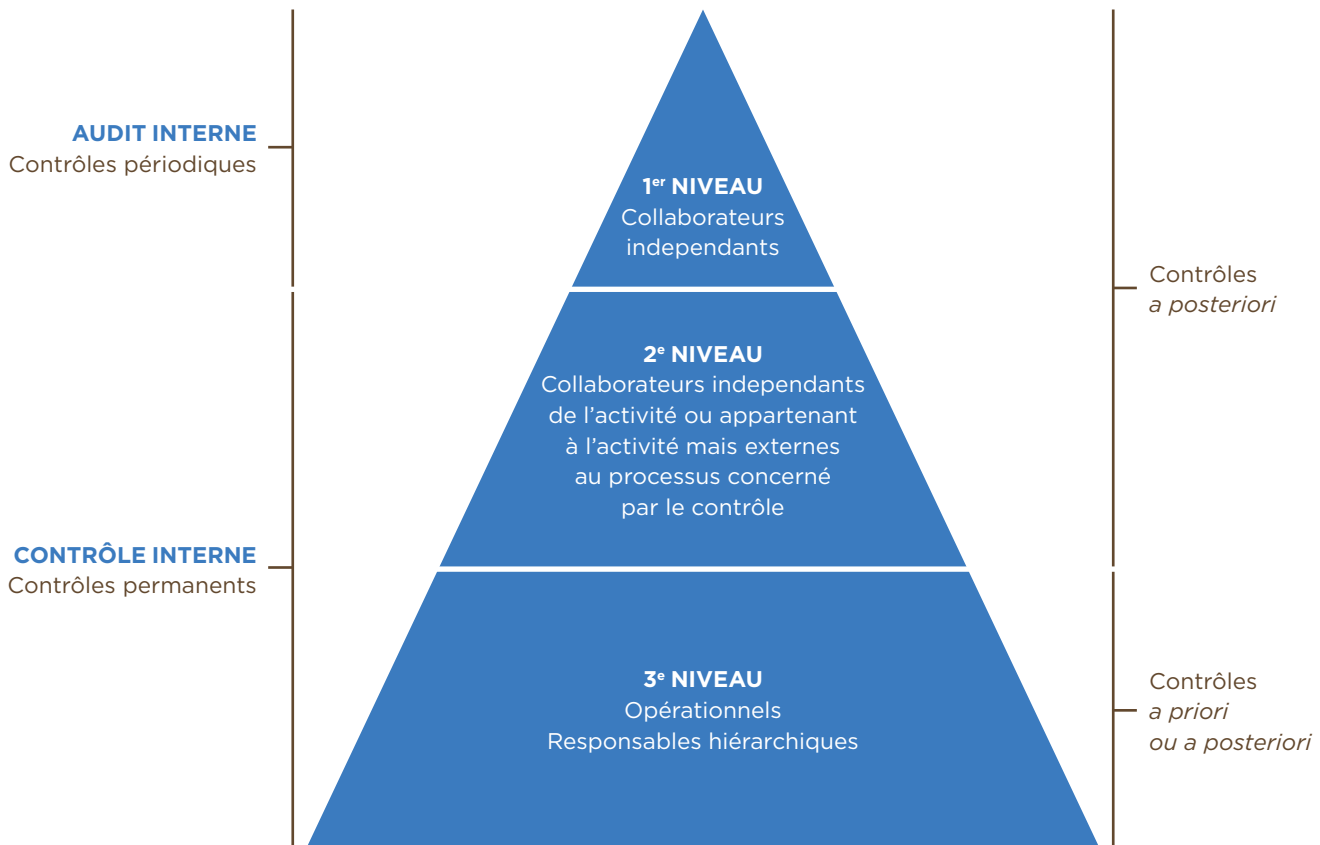 AUDIT INTERNE
Contrôles périodiques
1er NIVEAU
Collaborateurs
independants
Contrôles
a posteriori
2e NIVEAU
Collaborateurs independants
de l'activité ou appartenant
à l'activité mais externes
au processus concerné
par le contrôle
CONTRÔLE INTERNE
Contrôles permanents
3e NIVEAU
Opérationnels
Responsables hiérarchiques
Contrôles
a priori
ou a posteriori